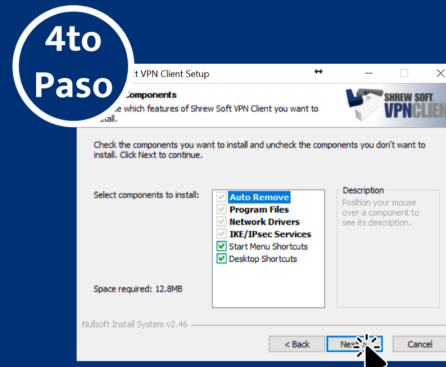 4to
Paso
t VPN Client Setup
Components
which features of Shrew Soft VPN Client you want to
SHREW SOFT
VPNCLIENT
Check the components you want to install and uncheck the components you don't want to
install. Click Next to continue.
Select components to install:
Auto Remove
Program Files
Network Drivers
IKE/IPsec Services
Start Menu Shortcuts
Desktop Shortcuts
Description
Position your mouse
over a component to
see its description.
Space required: 12.8MB
Nullsoft Install System v2.46
< Back
Next
Cancel